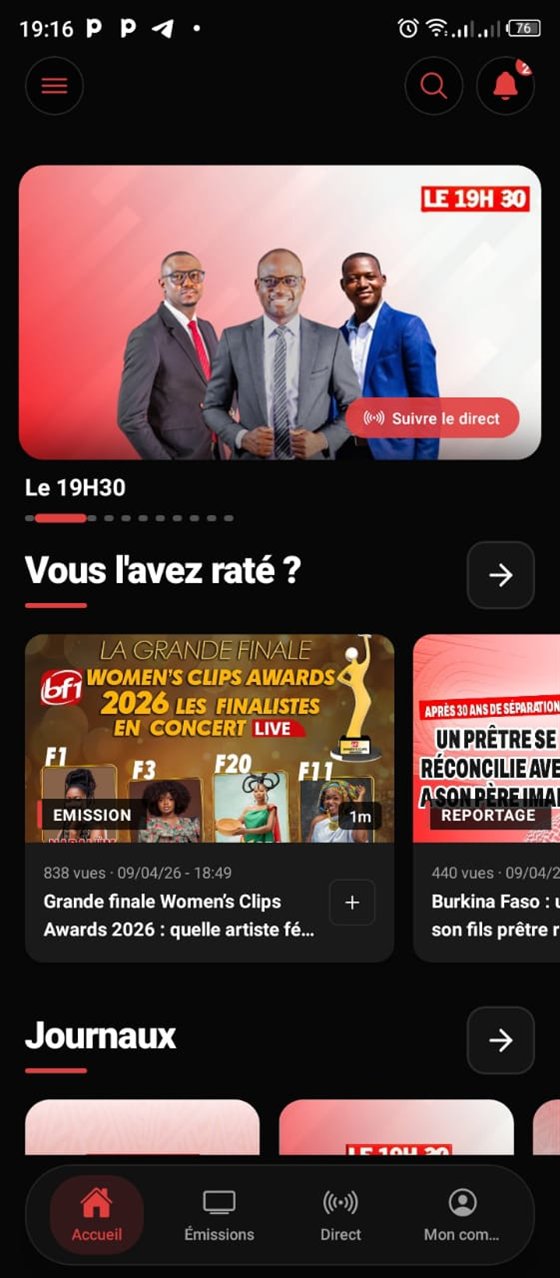 19:16
76
2
LE 19H 30
Suivre le direct
Le 19H30
Vous l'avez raté ?
LA GRANDE FINALE
bf1
WOMEN'S CLIPS AWARDS
2026 LES FINALISTES
EN CONCERT LIVE
WOMEN'S CLIPS
F1
F3
F20
F11
EMISSION
1m
838 vues · 09/04/26 - 18:49
Grande finale Women's Clips
Awards 2026 : quelle artiste fé...
+
APRÈS 30 ANS DE SÉPARATION
UN PRÊTRE SE
RÉCONCILIE AVE
A SON PÈRE IMA
REPORTAGE
440 vues · 09/04/2
Burkina Faso : u
son fils prêtre r
Journaux
LE 19H 30
Accueil
Émissions
Direct
Mon com...